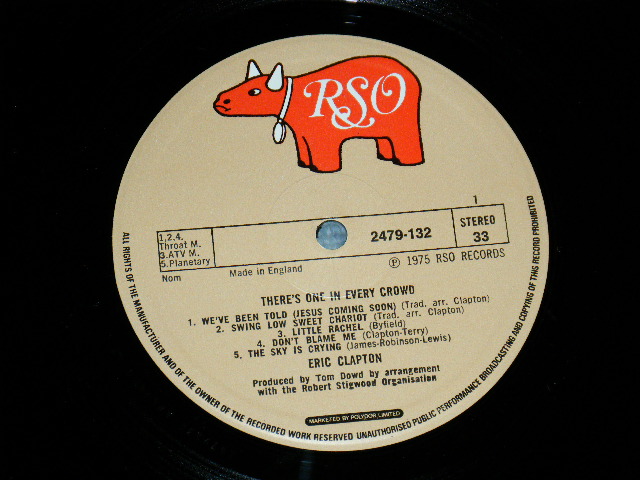 RSO
1
1,2,4.
Throat M.
3.ATV M.
5.Planetary
2479-132
STEREO
33
Nom
Made in England
℗ 1975 RSO RECORDS
THERE'S ONE IN EVERY CROWD
1. WE'VE BEEN TOLD (JESUS COMING SOON) (Trad. arr. Clapton)
2. SWING LOW SWEET CHARIOT (Trad. arr. Clapton)
3. LITTLE RACHEL (Byfield)
4. DON'T BLAME ME (Clapton-Terry)
5. THE SKY IS CRYING (James-Robinson-Lewis)
ERIC CLAPTON
Produced by Tom Dowd by arrangement
with the Robert Stigwood Organisation
MARKETED BY POLYDOR LIMITED
ALL RIGHTS OF THE MANUFACTURER AND OF THE OWNER OF THE RECORDED WORK RESERVED UNAUTHORISED PUBLIC PERFORMANCE BROADCASTING AND COPYING OF THIS RECORD PROHIBITED